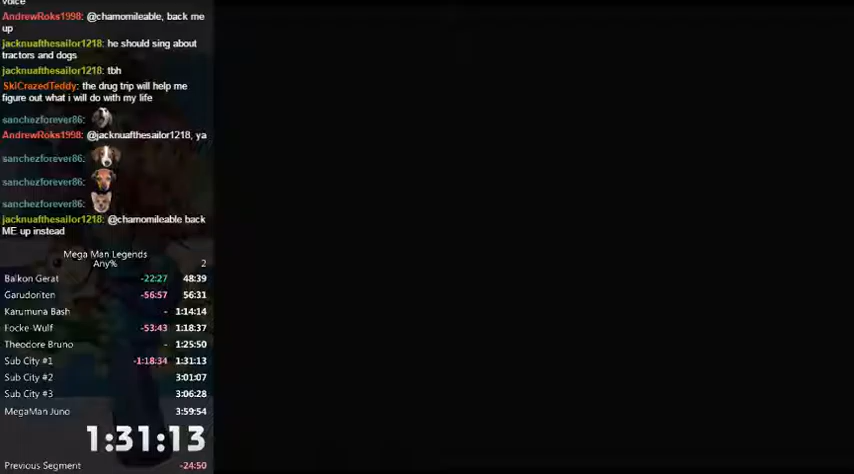 voice
AndrewRoks1998: @chamomileable, back me
up
jacknuafthesailor1218: he should sing about
tractors and dogs
jacknuafthesailor1218: tbh
SkiCrazedTeddy: the drug trip will help me
figure out what i will do with my life
sanchezforever86:
AndrewRoks1998: @jacknuafthesailor1218, ya
sanchezforever86:
sanchezforever86:
sanchezforever86:
jacknuafthesailor1218: @chamomileable back
ME up instead
Mega Man Legends
Any% 2
Balkon Gerat -22:27 48:39
Garudoriten -56:57 56:31
Karumuna Bash - 1:14:14
Focke-Wulf -53:43 1:18:37
Theodore Bruno - 1:25:50
Sub City #1 -1:18:34 1:31:13
Sub City #2 3:01:07
Sub City #3 3:06:28
MegaMan Juno 3:59:54
1:31:13
Previous Segment -24:50